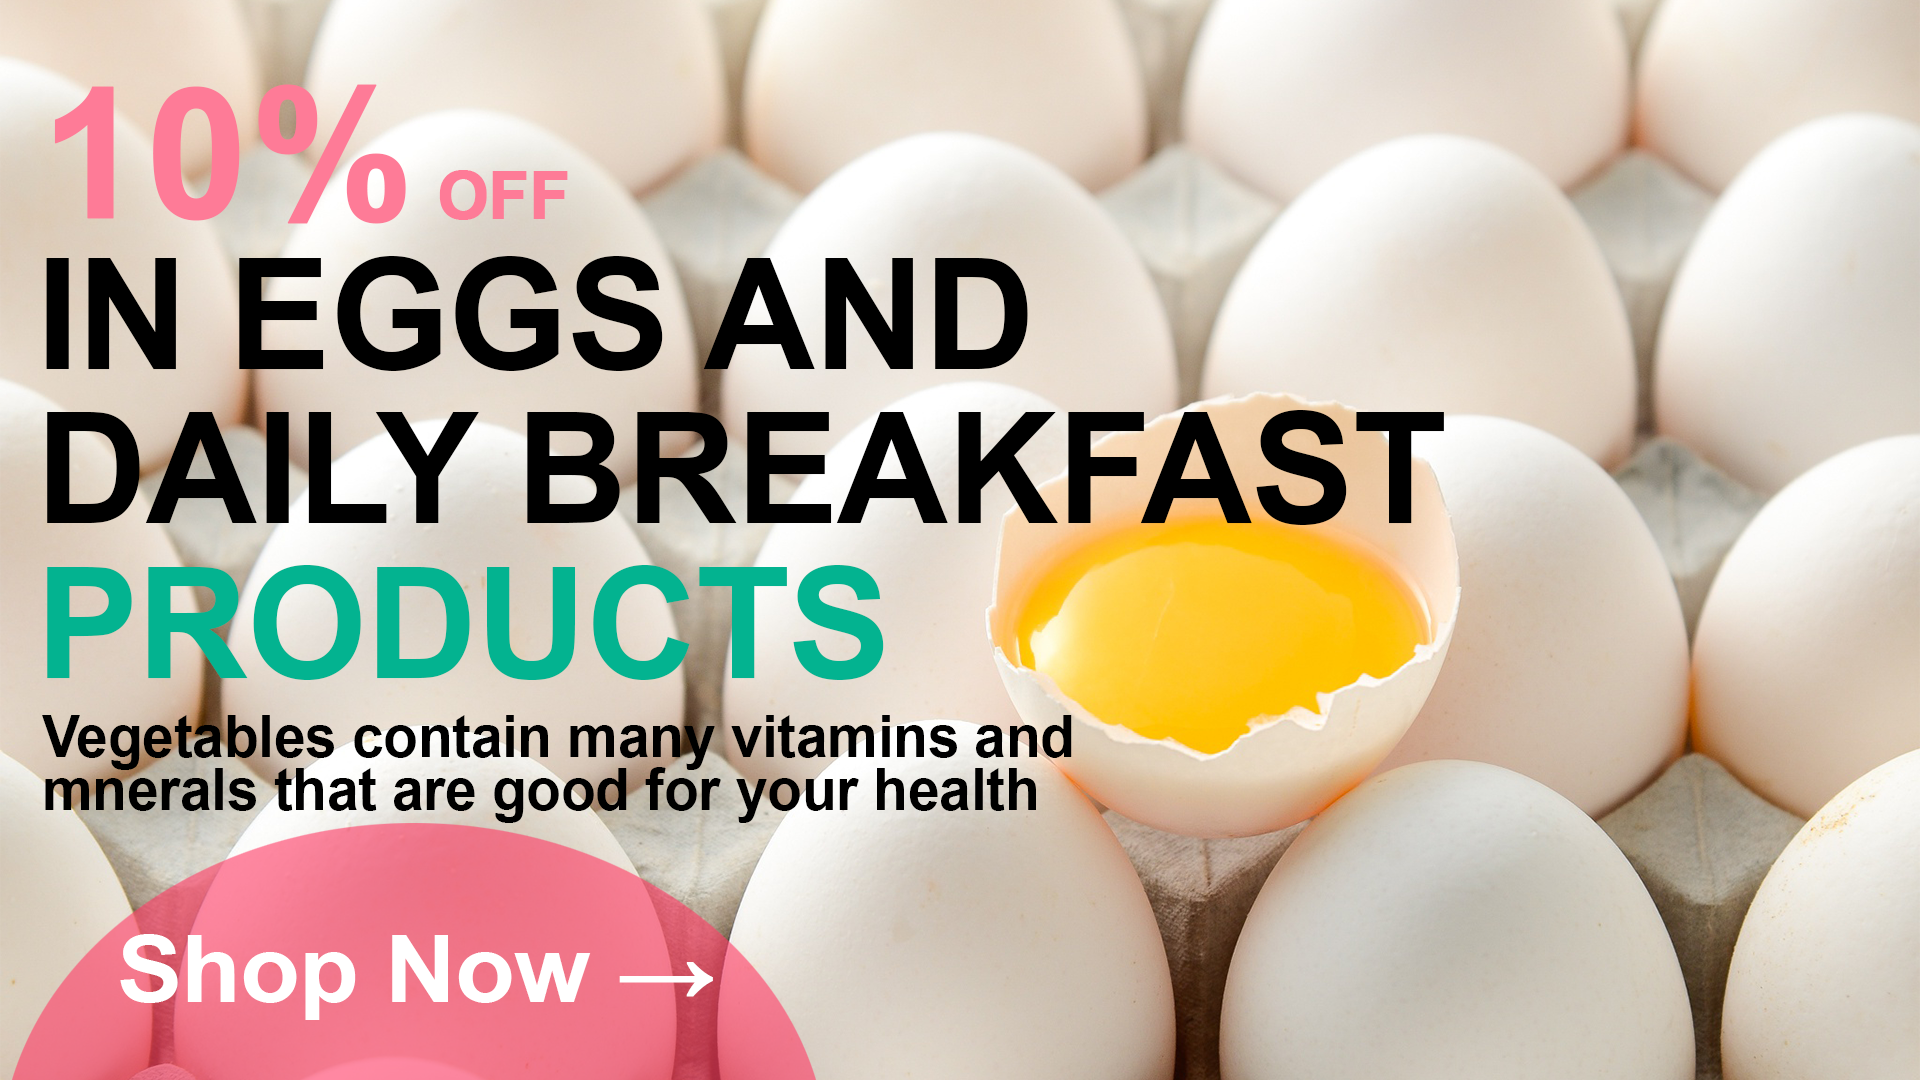 10% OFF
IN EGGS AND
DAILY BREAKFAST
PRODUCTS
Vegetables contain many vitamins and
mnerals that are good for your health
Shop Now →